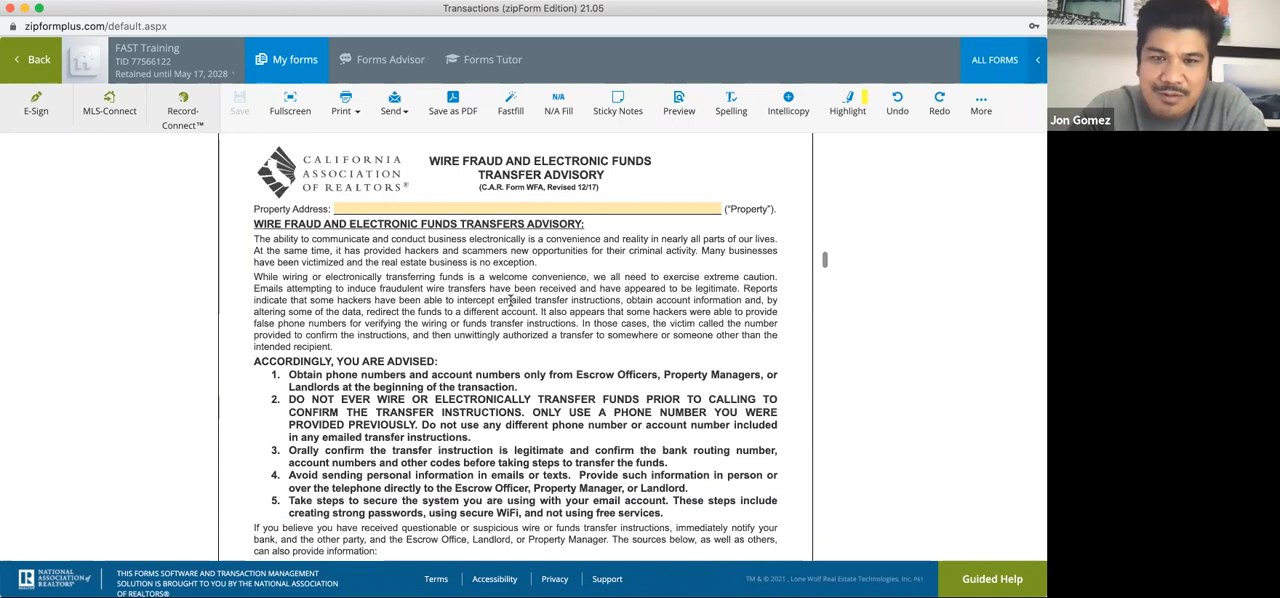 Transactions (zipForm Edition) 21.05
zipformplus.com/default.aspx
Back
FAST Training
TID 77566122
Retained until May 17, 2028
My forms
Forms Advisor
Forms Tutor
ALL FORMS
E-Sign
MLS-Connect
Record-
Connect™
Save
Fullscreen
Print
Send
Save as PDF
Fastfill
N/A
N/A Fill
Sticky Notes
Preview
Spelling
Intellicopy
Highlight
Undo
Redo
More
Jon Gomez
CALIFORNIA
ASSOCIATION
OF REALTORS®
WIRE FRAUD AND ELECTRONIC FUNDS
TRANSFER ADVISORY
(C.A.R. Form WFA, Revised 12/17)
Property Address: ("Property").
WIRE FRAUD AND ELECTRONIC FUNDS TRANSFERS ADVISORY:
The ability to communicate and conduct business electronically is a convenience and reality in nearly all parts of our lives.
At the same time, it has provided hackers and scammers new opportunities for their criminal activity. Many businesses
have been victimized and the real estate business is no exception.
While wiring or electronically transferring funds is a welcome convenience, we all need to exercise extreme caution.
Emails attempting to induce fraudulent wire transfers have been received and have appeared to be legitimate. Reports
indicate that some hackers have been able to intercept emailed transfer instructions, obtain account information and, by
altering some of the data, redirect the funds to a different account. It also appears that some hackers were able to provide
false phone numbers for verifying the wiring or funds transfer instructions. In those cases, the victim called the number
provided to confirm the instructions, and then unwittingly authorized a transfer to somewhere or someone other than the
intended recipient.
ACCORDINGLY, YOU ARE ADVISED:
1. Obtain phone numbers and account numbers only from Escrow Officers, Property Managers, or
Landlords at the beginning of the transaction.
2. DO NOT EVER WIRE OR ELECTRONICALLY TRANSFER FUNDS PRIOR TO CALLING TO
CONFIRM THE TRANSFER INSTRUCTIONS. ONLY USE A PHONE NUMBER YOU WERE
PROVIDED PREVIOUSLY. Do not use any different phone number or account number included
in any emailed transfer instructions.
3. Orally confirm the transfer instruction is legitimate and confirm the bank routing number,
account numbers and other codes before taking steps to transfer the funds.
4. Avoid sending personal information in emails or texts. Provide such information in person or
over the telephone directly to the Escrow Officer, Property Manager, or Landlord.
5. Take steps to secure the system you are using with your email account. These steps include
creating strong passwords, using secure WiFi, and not using free services.
If you believe you have received questionable or suspicious wire or funds transfer instructions, immediately notify your
bank, and the other party, and the Escrow Office, Landlord, or Property Manager. The sources below, as well as others,
can also provide information:
NATIONAL
ASSOCIATION of
REALTORS®
THIS FORMS SOFTWARE AND TRANSACTION MANAGEMENT
SOLUTION IS BROUGHT TO YOU BY THE NATIONAL ASSOCIATION
OF REALTORS®
Terms
Accessibility
Privacy
Support
TM & © 2021, Lone Wolf Real Estate Technologies, Inc.
Guided Help